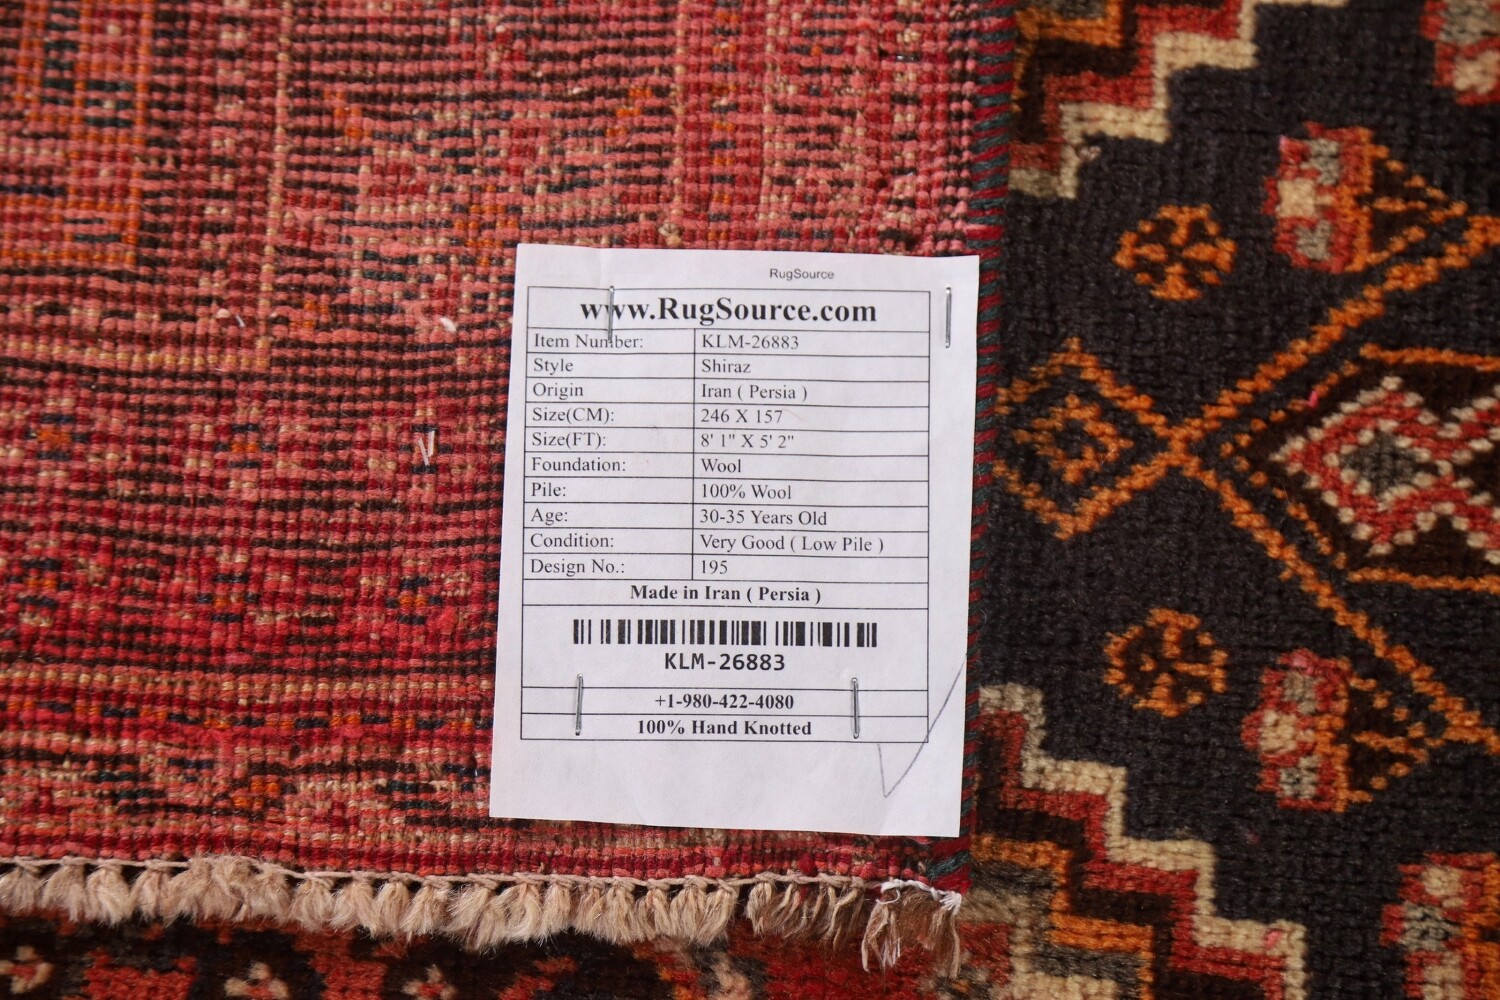 RugSource
www.RugSource.com
Item Number: KLM-26883
Style Shiraz
Origin Iran ( Persia )
Size(CM): 246 X 157
Size(FT): 8' 1" X 5' 2"
Foundation: Wool
Pile: 100% Wool
Age: 30-35 Years Old
Condition: Very Good ( Low Pile )
Design No.: 195
Made in Iran ( Persia )
KLM-26883
+1-980-422-4080
100% Hand Knotted